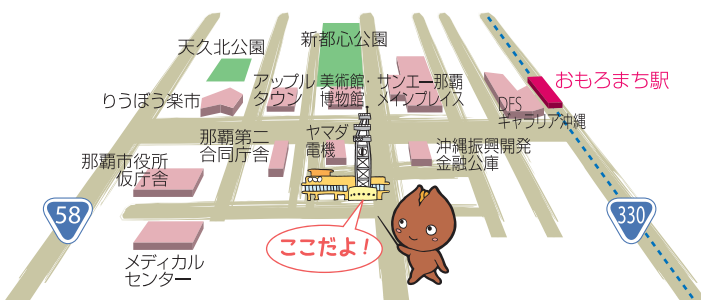 新都心公園
天久北公園
おもろまち駅
アップル
タウン
美術館・
博物館
サンエー那覇
メインプレイス
りうぼう楽市
DFS
ギャラリア沖縄
那覇第二
合同庁舎
ヤマダ
電機
沖縄振興開発
金融公庫
那覇市役所
仮庁舎
58
330
ここだよ！
メディカル
センター